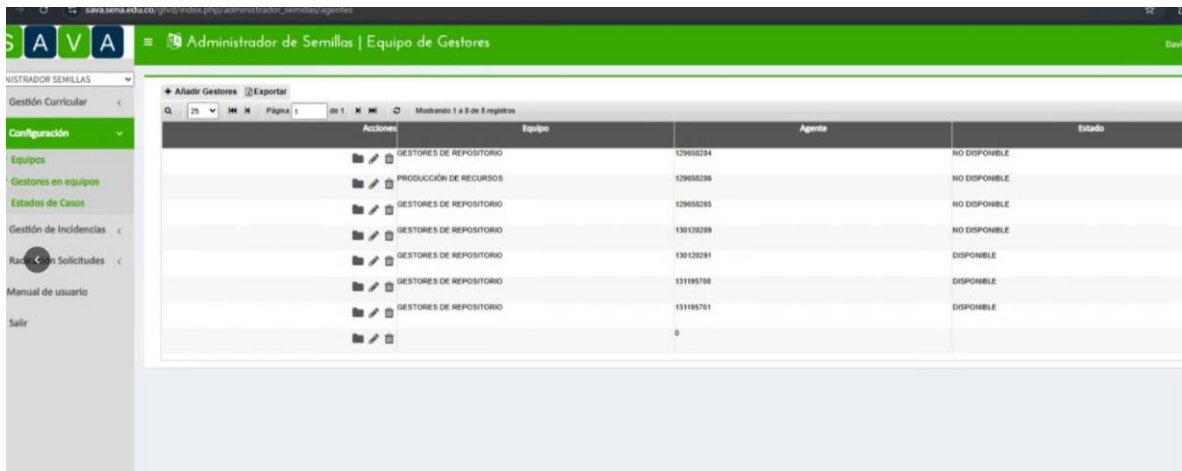 sava.sena.edu.co/gfvd/index.php/administrador_semillas/agentes
SAVA
Administrador de Semillas | Equipo de Gestores
Davi
NISTRADOR SEMILLAS
Gestión Curricular
Configuración
Equipos
Gestores en equipos
Estados de Casos
Gestión de Incidencias
Solicitudes
Manual de usuario
Salir
Añadir Gestores Exportar
25 Página 1 de 1 Mostrando 1 a 8 de 8 registros
Acciones Equipo Agente Estado
GESTORES DE REPOSITORIO 129658284 NO DISPONIBLE
PRODUCCIÓN DE RECURSOS 129658286 NO DISPONIBLE
GESTORES DE REPOSITORIO 129658285 NO DISPONIBLE
GESTORES DE REPOSITORIO 130120289 NO DISPONIBLE
GESTORES DE REPOSITORIO 130120291 DISPONIBLE
GESTORES DE REPOSITORIO 131195700 DISPONIBLE
GESTORES DE REPOSITORIO 131195701 DISPONIBLE
0